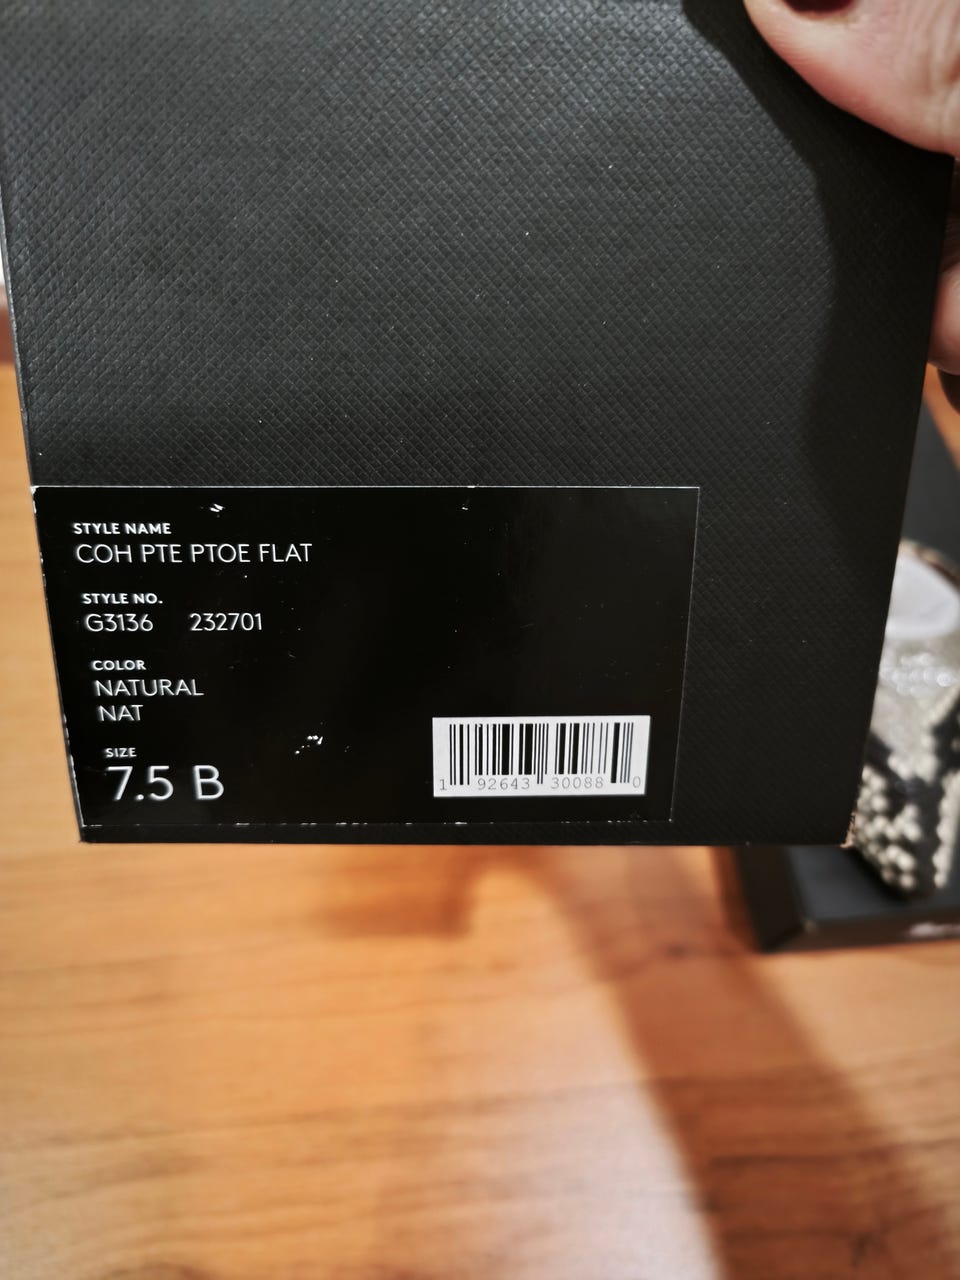 STYLE NAME
COH PTE PTOE FLAT
STYLE NO.
G3136 232701
COLOR
NATURAL
NAT
SIZE
7.5 B
1 92643 30088 0